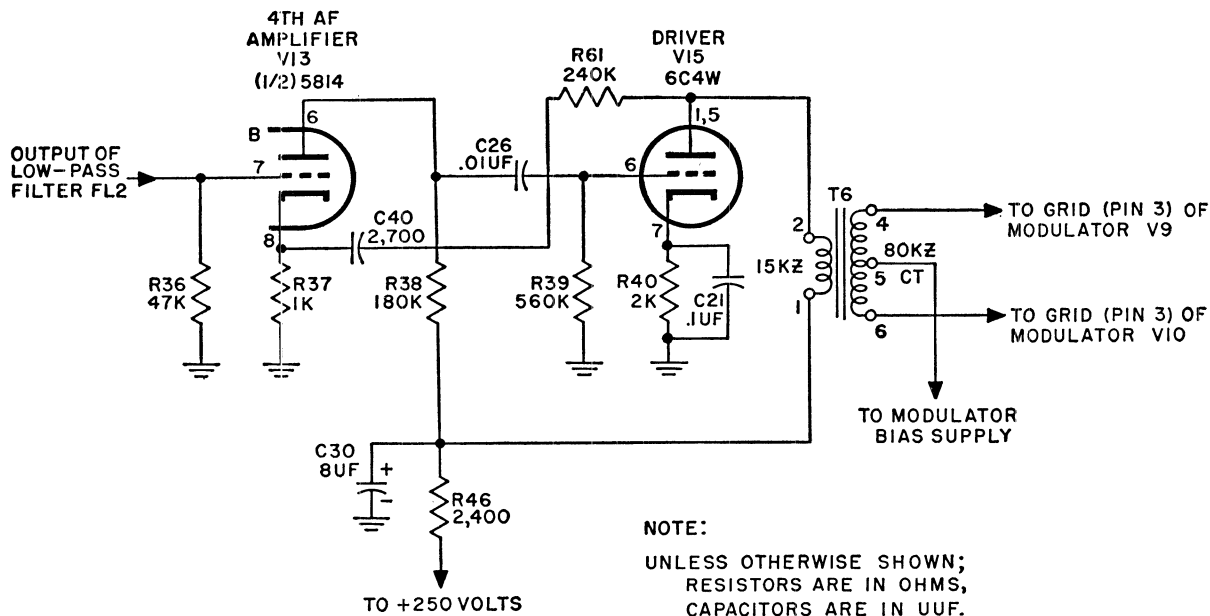 4TH AF
AMPLIFIER
V13
(1/2) 5814
DRIVER
V15
6C4W
R61
240K
6
B
7
8
OUTPUT OF
LOW-PASS
FILTER FL2
C26
.01UF
1,5
6
7
C40
2,700
R36
47K
R37
1K
R38
180K
R39
560K
R40
2K
C21
.1UF
T6
2
15KZ
1
4
80KZ
5 CT
6
TO GRID (PIN 3) OF
MODULATOR V9
TO GRID (PIN 3) OF
MODULATOR V10
TO MODULATOR
BIAS SUPPLY
C30
8UF
+
-
R46
2,400
TO +250 VOLTS
NOTE:
UNLESS OTHERWISE SHOWN;
RESISTORS ARE IN OHMS,
CAPACITORS ARE IN UUF.